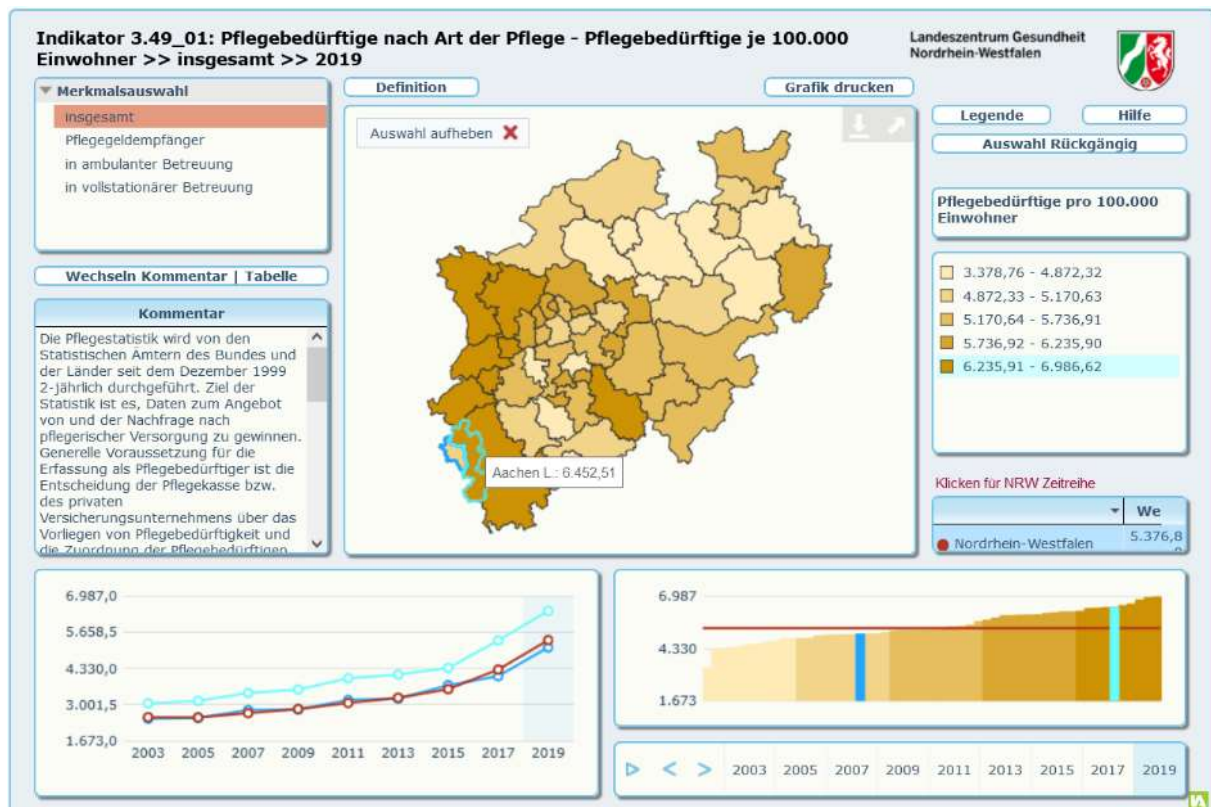 Indikator 3.49_01: Pflegebedürftige nach Art der Pflege - Pflegebedürftige je 100.000
Einwohner >> insgesamt >> 2019
Landeszentrum Gesundheit
Nordrhein-Westfalen
Merkmalsauswahl
insgesamt
Pflegegeldempfänger
in ambulanter Betreuung
in vollstationärer Betreuung
Wechseln Kommentar | Tabelle
Kommentar
Die Pflegestatistik wird von den
Statistischen Ämtern des Bundes und
der Länder seit dem Dezember 1999
2-jährlich durchgeführt. Ziel der
Statistik ist es, Daten zum Angebot
von und der Nachfrage nach
pflegerischer Versorgung zu gewinnen.
Generelle Voraussetzung für die
Erfassung als Pflegebedürftiger ist die
Entscheidung der Pflegekasse bzw.
des privaten
Versicherungsunternehmens über das
Vorliegen von Pflegebedürftigkeit und
die Zuordnung der Pflegebedürftigen
Definition
Grafik drucken
Auswahl aufheben
Aachen L.: 6.452,51
Legende
Hilfe
Auswahl Rückgängig
Pflegebedürftige pro 100.000
Einwohner
3.378,76 - 4.872,32
4.872,33 - 5.170,63
5.170,64 - 5.736,91
5.736,92 - 6.235,90
6.235,91 - 6.986,62
Klicken für NRW Zeitreihe
We
Nordrhein-Westfalen 5.376,8
6.987,0
5.658,5
4.330,0
3.001,5
1.673,0
2003 2005 2007 2009 2011 2013 2015 2017 2019
6.987
4.330
1.673
2003 2005 2007 2009 2011 2013 2015 2017 2019